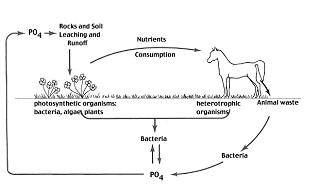 PO4
Rocks and Soil
Leaching and
Runoff
Nutrients
Consumption
photosynthetic organisms:
bacteria, algae, plants
heterotrophic
organisms
Animal waste
Bacteria
Bacteria
PO4